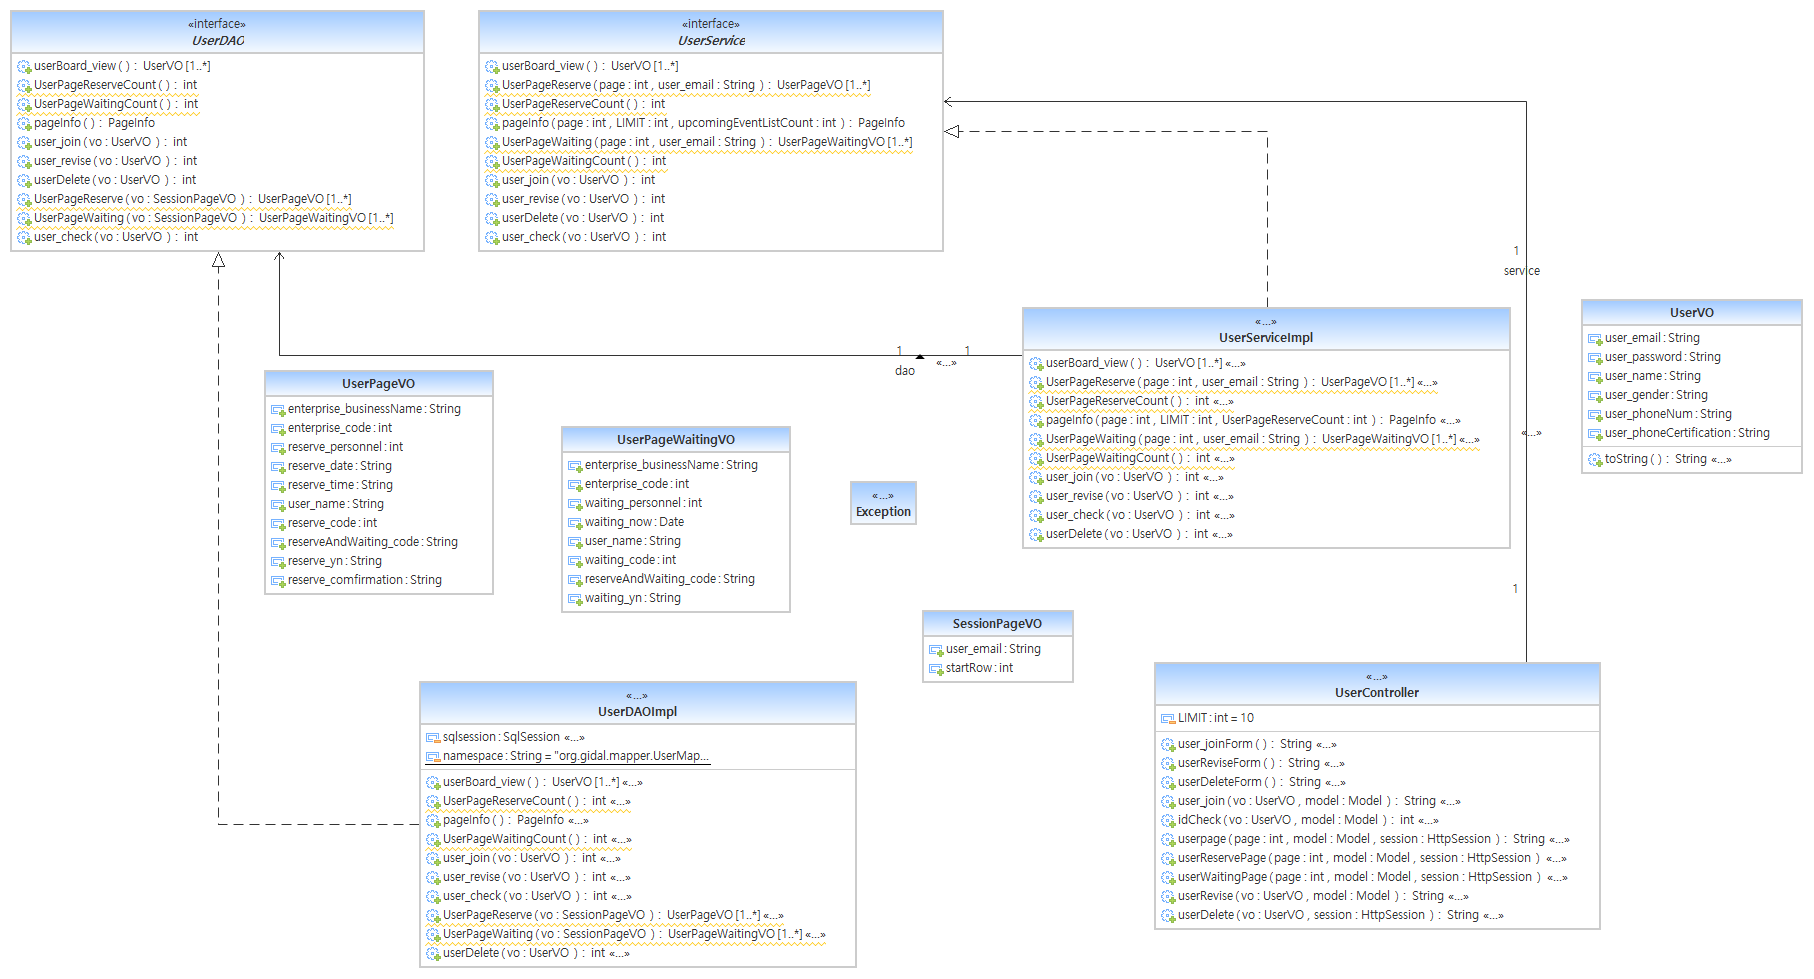 «interface»
UserDAO
userBoard_view ( ) : UserVO [1..*]
UserPageReserveCount ( ) : int
UserPageWaitingCount ( ) : int
pageInfo ( ) : PageInfo
user_join ( vo : UserVO ) : int
user_revise ( vo : UserVO ) : int
userDelete ( vo : UserVO ) : int
UserPageReserve ( vo : SessionPageVO ) : UserPageVO [1..*]
UserPageWaiting ( vo : SessionPageVO ) : UserPageWaitingVO [1..*]
user_check ( vo : UserVO ) : int
«interface»
UserService
userBoard_view ( ) : UserVO [1..*]
UserPageReserve ( page : int , user_email : String ) : UserPageVO [1..*]
UserPageReserveCount ( ) : int
pageInfo ( page : int , LIMIT : int , upcomingEventListCount : int ) : PageInfo
UserPageWaiting ( page : int , user_email : String ) : UserPageWaitingVO [1..*]
UserPageWaitingCount ( ) : int
user_join ( vo : UserVO ) : int
user_revise ( vo : UserVO ) : int
userDelete ( vo : UserVO ) : int
user_check ( vo : UserVO ) : int
1
service
«...»
1
1
dao
«...»
1
«...»
UserServiceImpl
userBoard_view ( ) : UserVO [1..*] «...»
UserPageReserve ( page : int , user_email : String ) : UserPageVO [1..*] «...»
UserPageReserveCount ( ) : int «...»
pageInfo ( page : int , LIMIT : int , UserPageReserveCount : int ) : PageInfo «...»
UserPageWaiting ( page : int , user_email : String ) : UserPageWaitingVO [1..*] «...»
UserPageWaitingCount ( ) : int «...»
user_join ( vo : UserVO ) : int «...»
user_revise ( vo : UserVO ) : int «...»
user_check ( vo : UserVO ) : int «...»
userDelete ( vo : UserVO ) : int «...»
UserVO
user_email : String
user_password : String
user_name : String
user_gender : String
user_phoneNum : String
user_phoneCertification : String
toString ( ) : String «...»
UserPageVO
enterprise_businessName : String
enterprise_code : int
reserve_personnel : int
reserve_date : String
reserve_time : String
user_name : String
reserve_code : int
reserveAndWaiting_code : String
reserve_yn : String
reserve_comfirmation : String
UserPageWaitingVO
enterprise_businessName : String
enterprise_code : int
waiting_personnel : int
waiting_now : Date
user_name : String
waiting_code : int
reserveAndWaiting_code : String
waiting_yn : String
«...»
Exception
SessionPageVO
user_email : String
startRow : int
«...»
UserDAOImpl
sqlsession : SqlSession «...»
namespace : String = "org.gidal.mapper.UserMap...
userBoard_view ( ) : UserVO [1..*] «...»
UserPageReserveCount ( ) : int «...»
pageInfo ( ) : PageInfo «...»
UserPageWaitingCount ( ) : int «...»
user_join ( vo : UserVO ) : int «...»
user_revise ( vo : UserVO ) : int «...»
user_check ( vo : UserVO ) : int «...»
UserPageReserve ( vo : SessionPageVO ) : UserPageVO [1..*] «...»
UserPageWaiting ( vo : SessionPageVO ) : UserPageWaitingVO [1..*] «...»
userDelete ( vo : UserVO ) : int «...»
«...»
UserController
LIMIT : int = 10
user_joinForm ( ) : String «...»
userReviseForm ( ) : String «...»
userDeleteForm ( ) : String «...»
user_join ( vo : UserVO , model : Model ) : String «...»
idCheck ( vo : UserVO , model : Model ) : int «...»
userpage ( page : int , model : Model , session : HttpSession ) : String «...»
userReservePage ( page : int , model : Model , session : HttpSession ) «...»
userWaitingPage ( page : int , model : Model , session : HttpSession ) «...»
userRevise ( vo : UserVO , model : Model ) : String «...»
userDelete ( vo : UserVO , session : HttpSession ) : String «...»